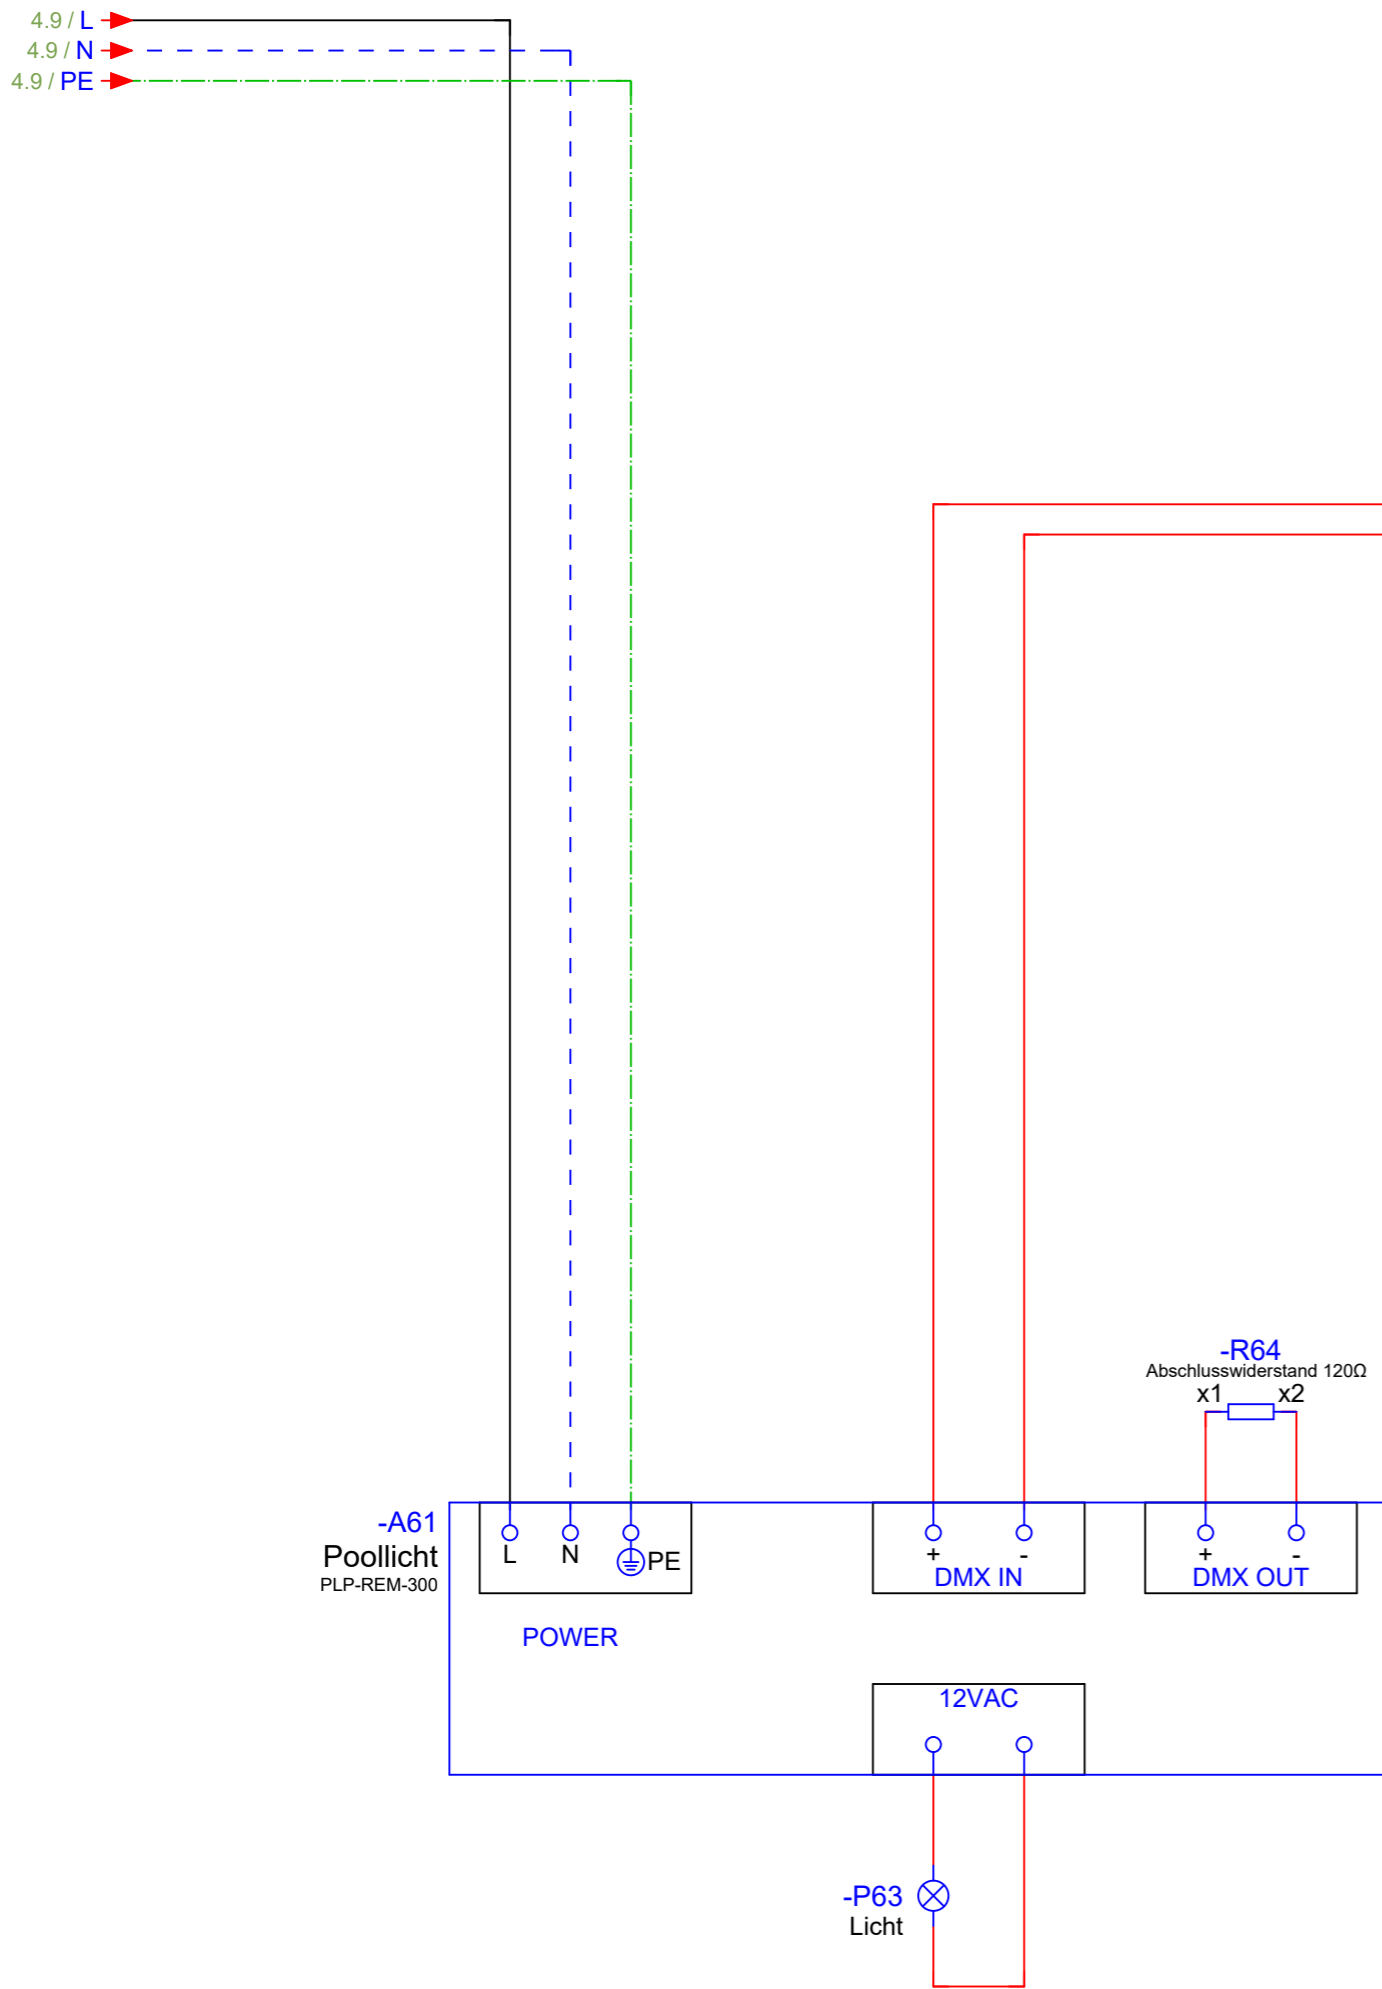 4.9 / L
4.9 / N
4.9 / PE
-R64
Abschlusswiderstand 120Ω
x1 x2
-A61
Poollicht
PLP-REM-300
L N PE
POWER
+ -
DMX IN
+ -
DMX OUT
12VAC
-P63
Licht